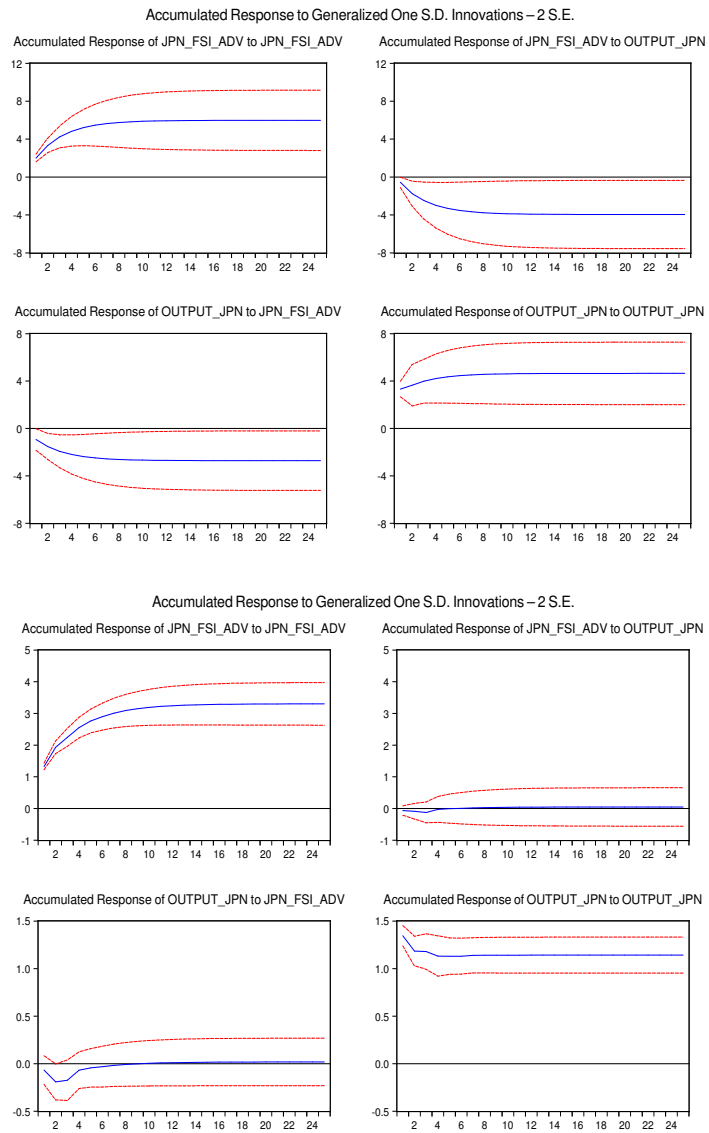 Accumulated Response to Generalized One S.D. Innovations – 2 S.E.
Accumulated Response of JPN_FSI_ADV to JPN_FSI_ADV
12
8
4
0
-4
-8
2 4 6 8 10 12 14 16 18 20 22 24
Accumulated Response of JPN_FSI_ADV to OUTPUT_JPN
12
8
4
0
-4
-8
2 4 6 8 10 12 14 16 18 20 22 24
Accumulated Response of OUTPUT_JPN to JPN_FSI_ADV
8
4
0
-4
-8
2 4 6 8 10 12 14 16 18 20 22 24
Accumulated Response of OUTPUT_JPN to OUTPUT_JPN
8
4
0
-4
-8
2 4 6 8 10 12 14 16 18 20 22 24
Accumulated Response to Generalized One S.D. Innovations – 2 S.E.
Accumulated Response of JPN_FSI_ADV to JPN_FSI_ADV
5
4
3
2
1
0
-1
2 4 6 8 10 12 14 16 18 20 22 24
Accumulated Response of JPN_FSI_ADV to OUTPUT_JPN
5
4
3
2
1
0
-1
2 4 6 8 10 12 14 16 18 20 22 24
Accumulated Response of OUTPUT_JPN to JPN_FSI_ADV
1.5
1.0
0.5
0.0
-0.5
2 4 6 8 10 12 14 16 18 20 22 24
Accumulated Response of OUTPUT_JPN to OUTPUT_JPN
1.5
1.0
0.5
0.0
-0.5
2 4 6 8 10 12 14 16 18 20 22 24